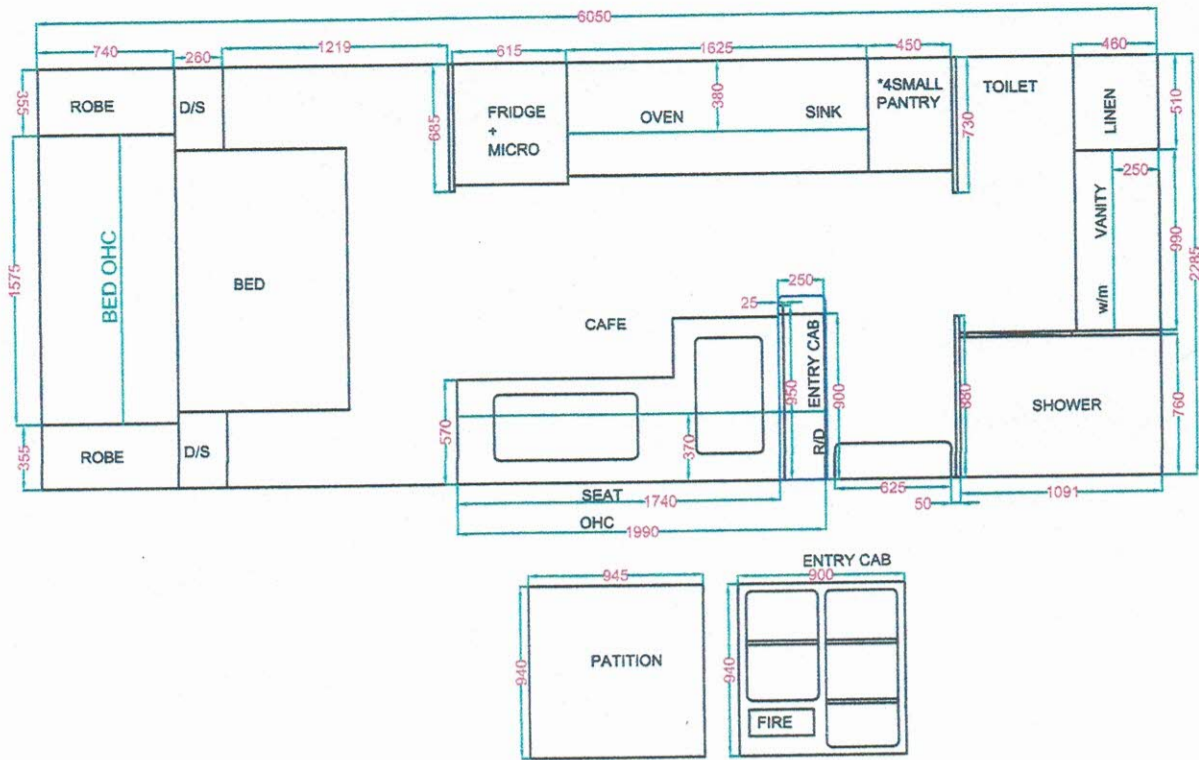 6050
740
260
1219
615
1625
450
460
355
ROBE
D/S
685
FRIDGE
+
MICRO
OVEN
380
SINK
*4SMALL
PANTRY
730
TOILET
LINEN
510
1575
BED OHC
BED
250
VANITY
w/m
990
2285
CAFE
25
250
ENTRY CAB
R/D
950
900
570
370
880
SHOWER
760
355
ROBE
D/S
SEAT
1740
OHC
1990
625
50
1091
945
940
PATITION
ENTRY CAB
900
940
FIRE